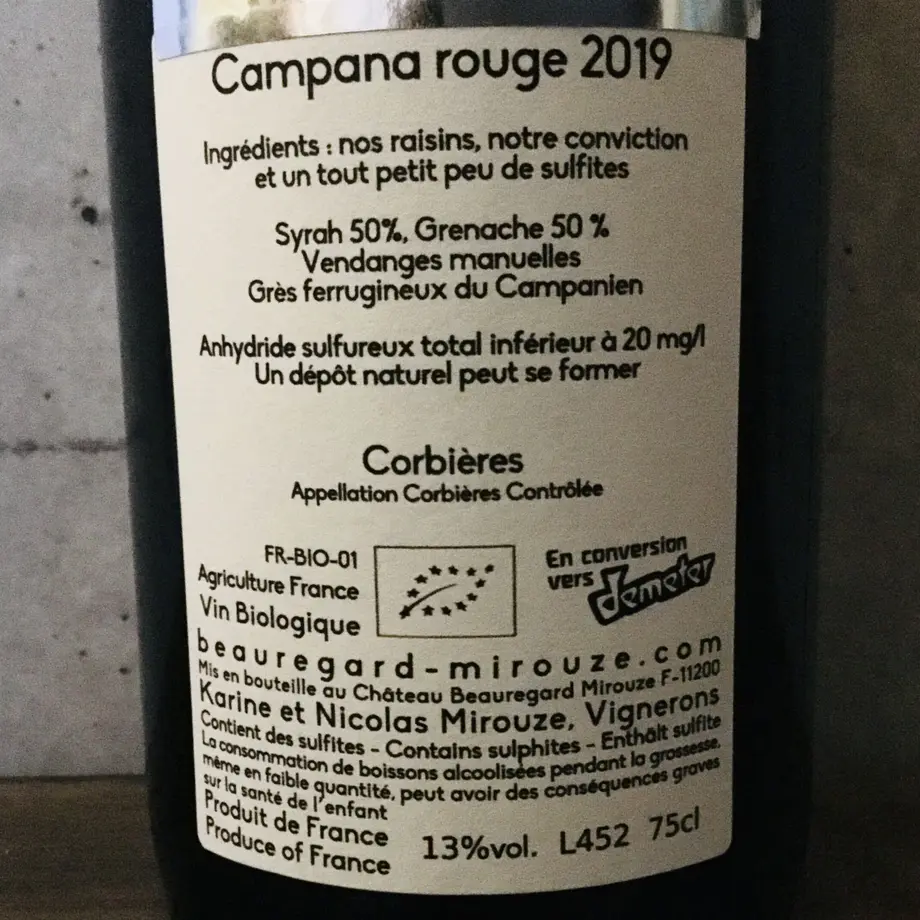 Campana rouge 2019
Ingrédients : nos raisins, notre conviction
et un tout petit peu de sulfites
Syrah 50%, Grenache 50 %
Vendanges manuelles
Grès ferrugineux du Campanien
Anhydride sulfureux total inférieur à 20 mg/l
Un dépôt naturel peut se former
Corbières
Appellation Corbières Contrôlée
FR-BIO-01
Agriculture France
Vin Biologique
En conversion
vers demeter
beauregard-mirouze.com
Mis en bouteille au Château Beauregard Mirouze F-11200
Karine et Nicolas Mirouze, Vignerons
Contient des sulfites - Contains sulphites - Enthält sulfite
La consommation de boissons alcoolisées pendant la grossesse,
même en faible quantité, peut avoir des conséquences graves
sur la santé de l'enfant
Produit de France
Produce of France
13%vol. L452 75cl